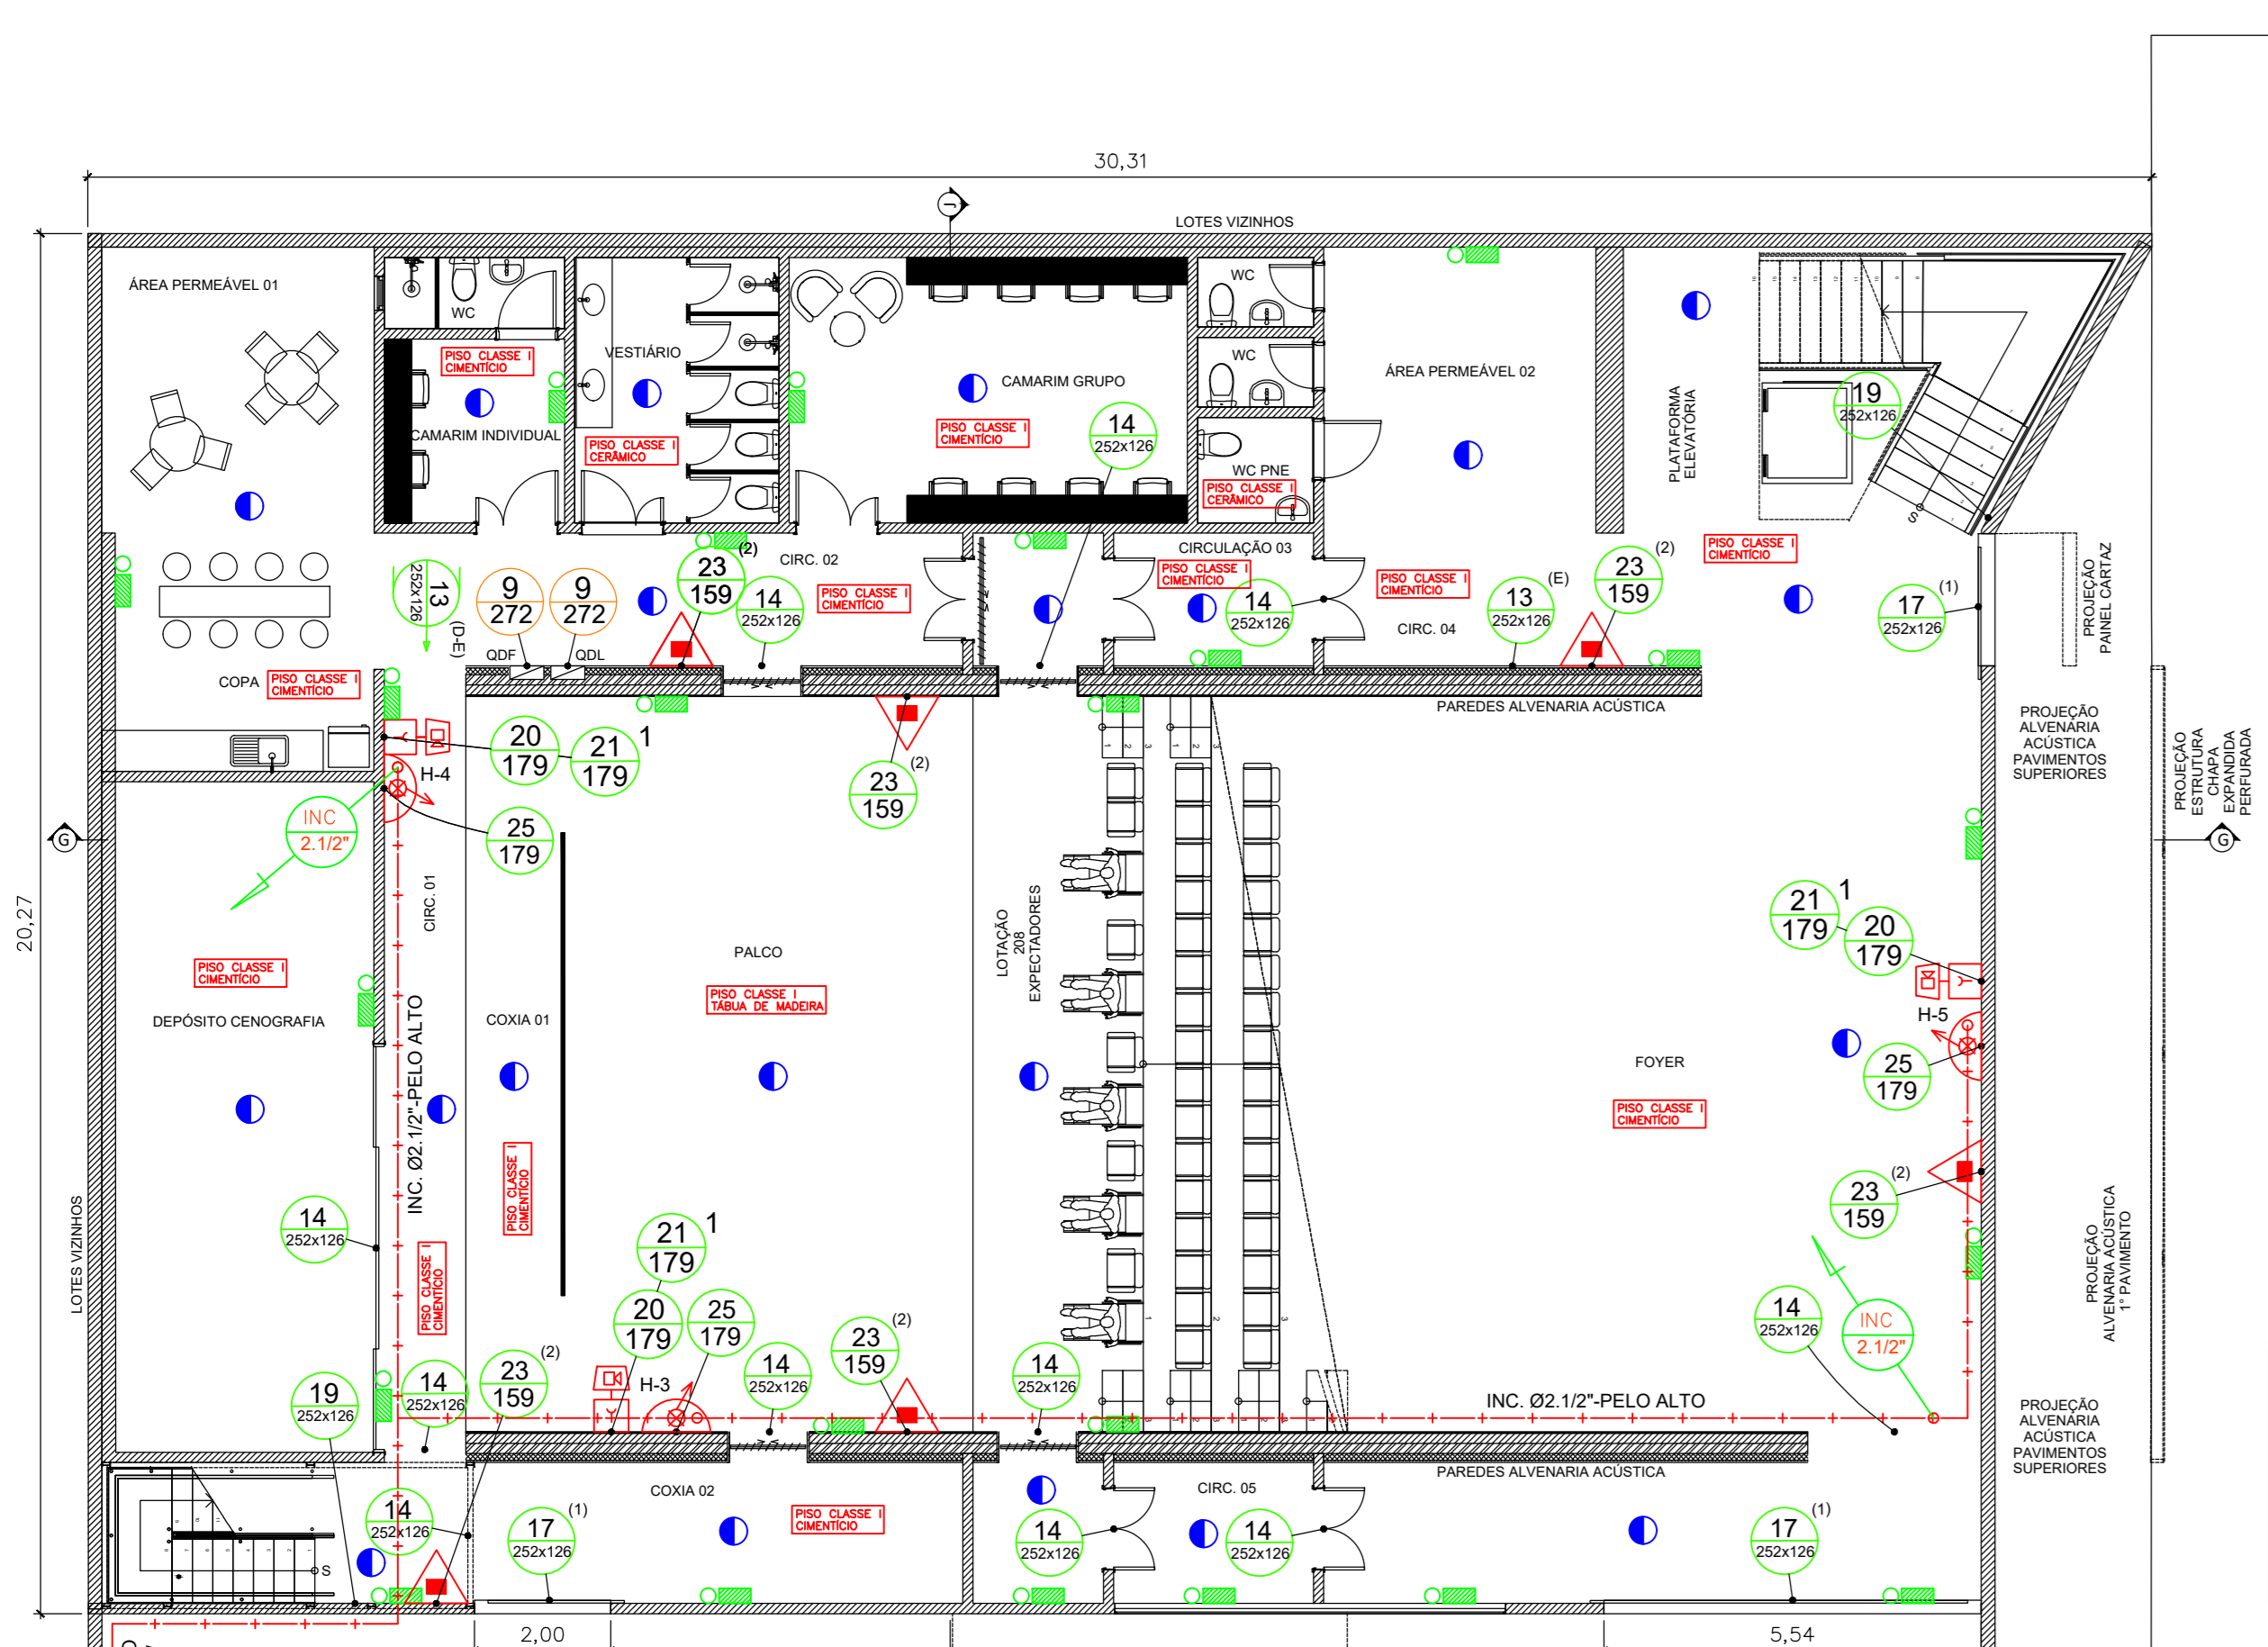 30,31
J
LOTES VIZINHOS
ÁREA PERMEÁVEL 01
WC
PISO CLASSE I
CIMENTÍCIO
CAMARIM INDIVIDUAL
VESTIÁRIO
PISO CLASSE I
CERÂMICO
CAMARIM GRUPO
PISO CLASSE I
CIMENTÍCIO
14
252x126
WC
WC
WC PNE
PISO CLASSE I
CERÂMICO
ÁREA PERMEÁVEL 02
PLATAFORMA
ELEVATÓRIA
19
252x126
S
PISO CLASSE I
CIMENTÍCIO
13
252x126
(D-E)
9
272
9
272
QDF
QDL
23
159
(2)
CIRC. 02
14
252x126
PISO CLASSE I
CIMENTÍCIO
CIRCULAÇÃO 03
PISO CLASSE I
CIMENTÍCIO
14
252x126
PISO CLASSE I
CIMENTÍCIO
CIRC. 04
13
252x126
(E)
23
159
(2)
17
252x126
(1)
PROJEÇÃO
PAINEL CARTAZ
COPA
PISO CLASSE I
CIMENTÍCIO
PAREDES ALVENARIA ACÚSTICA
PROJEÇÃO
ALVENARIA
ACÚSTICA
PAVIMENTOS
SUPERIORES
PROJEÇÃO
ESTRUTURA
CHAPA
EXPANDIDA
PERFURADA
20
179
21
179
1
H-4
25
179
23
159
(2)
INC
2.1/2"
G
G
20,27
CIRC. 01
INC. Ø2.1/2"-PELO ALTO
PISO CLASSE I
CIMENTÍCIO
DEPÓSITO CENOGRAFIA
COXIA 01
PISO CLASSE I
CIMENTÍCIO
PALCO
PISO CLASSE I
TÁBUA DE MADEIRA
LOTAÇÃO
208
EXPECTADORES
FOYER
PISO CLASSE I
CIMENTÍCIO
21
179
1
20
179
H-5
25
179
23
159
(2)
LOTES VIZINHOS
14
252x126
PISO CLASSE I
CIMENTÍCIO
21
179
1
20
179
25
179
H-3
14
252x126
23
159
(2)
14
252x126
INC. Ø2.1/2"-PELO ALTO
14
252x126
INC
2.1/2"
PROJEÇÃO
ALVENARIA ACÚSTICA
1° PAVIMENTO
PROJEÇÃO
ALVENARIA
ACÚSTICA
PAVIMENTOS
SUPERIORES
19
252x126
14
252x126
23
159
(2)
14
252x126
S
COXIA 02
PISO CLASSE I
CIMENTÍCIO
17
252x126
(1)
14
252x126
CIRC. 05
14
252x126
PAREDES ALVENARIA ACÚSTICA
17
252x126
(1)
2,00
5,54